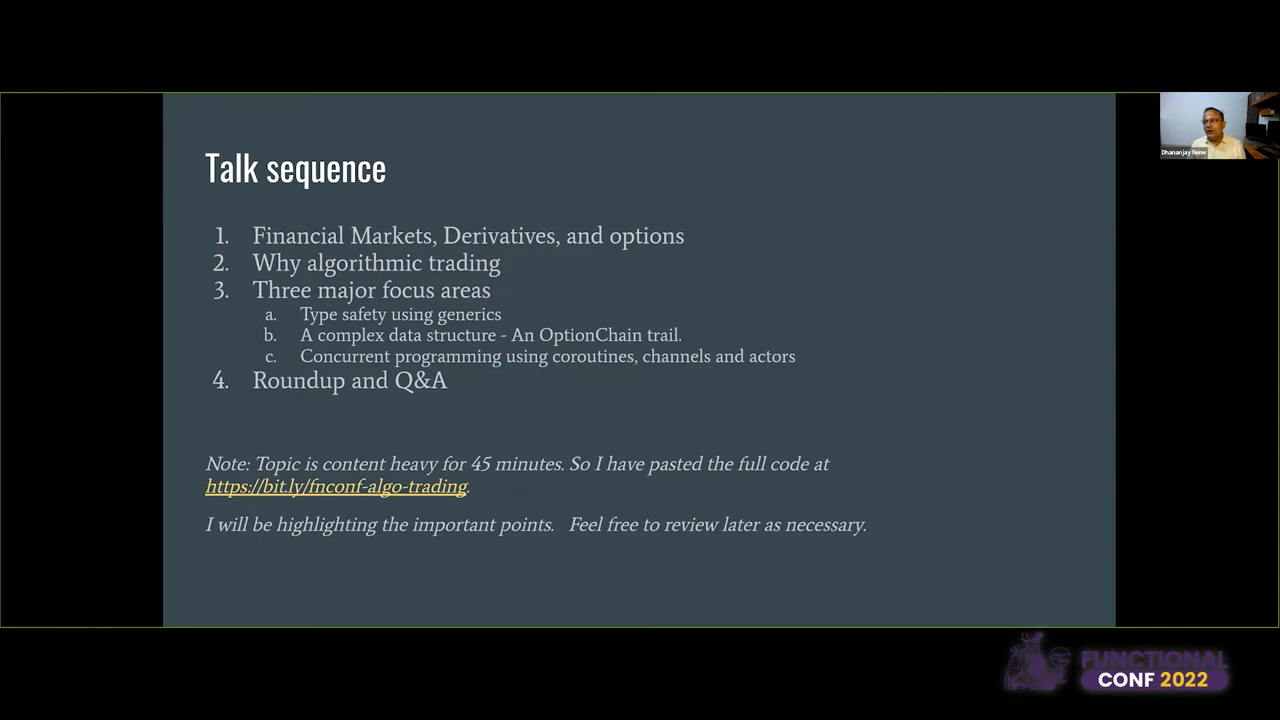 Talk sequence
1. Financial Markets, Derivatives, and options
2. Why algorithmic trading
3. Three major focus areas
a. Type safety using generics
b. A complex data structure - An OptionChain trail.
c. Concurrent programming using coroutines, channels and actors
4. Roundup and Q&A
Note: Topic is content heavy for 45 minutes. So I have pasted the full code at
https://bit.ly/fnconf-algo-trading.
I will be highlighting the important points. Feel free to review later as necessary.
Dhananjay Nene
FUNCTIONAL
CONF 2022